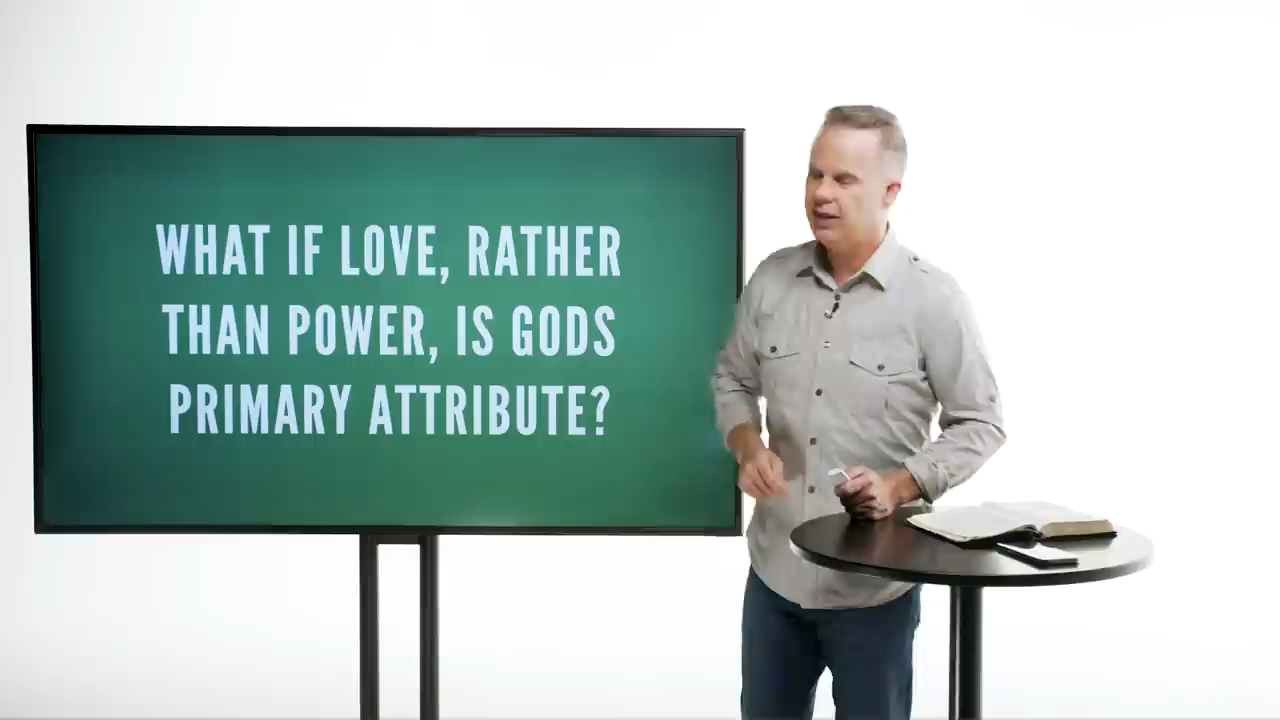 WHAT IF LOVE, RATHER
THAN POWER, IS GODS
PRIMARY ATTRIBUTE?